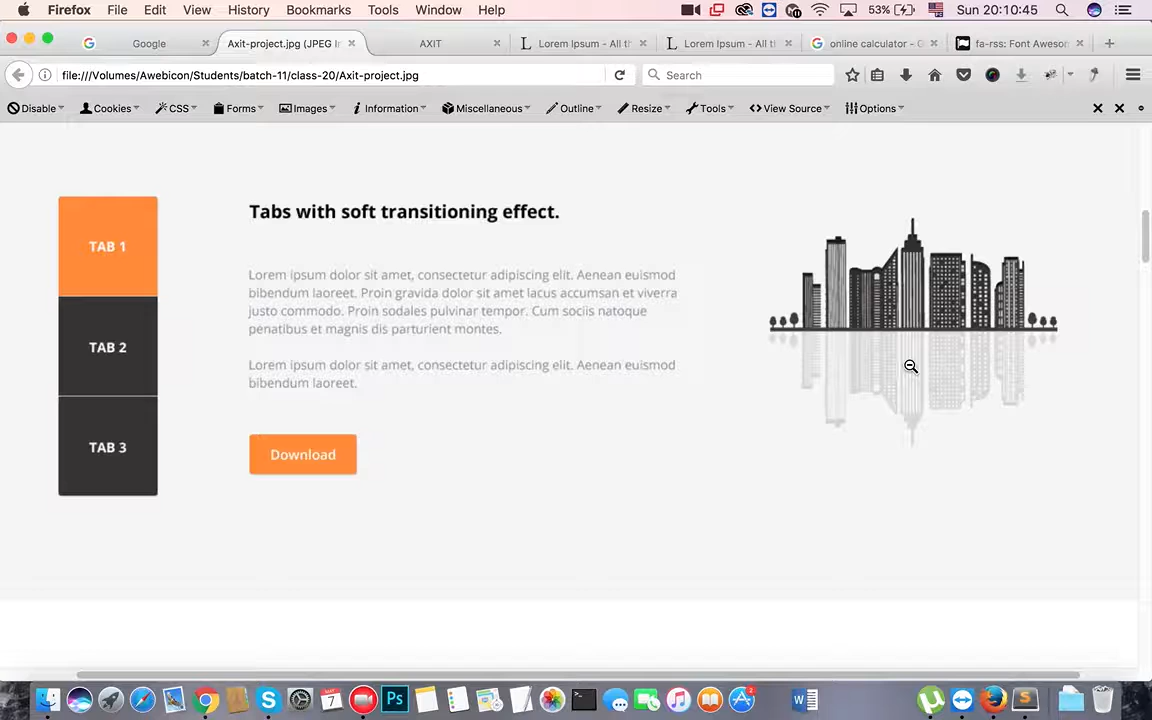 Firefox File Edit View History Bookmarks Tools Window Help 53% Sun 20:10:45
Google Axit-project.jpg (JPEG I AXIT Lorem Ipsum - All t Lorem Ipsum - All t online calculator - fa-rss: Font Aweso
file:///Volumes/Awebicon/Students/batch-11/class-20/Axit-project.jpg Search
Disable Cookies CSS Forms Images Information Miscellaneous Outline Resize Tools View Source Options
Tabs with soft transitioning effect.
TAB 1
Lorem ipsum dolor sit amet, consectetur adipiscing elit. Aenean euismod
bibendum laoreet. Proin gravida dolor sit amet lacus accumsan et viverra
justo commodo. Proin sodales pulvinar tempor. Cum sociis natoque
penatibus et magnis dis parturient montes.
TAB 2
Lorem ipsum dolor sit amet, consectetur adipiscing elit. Aenean euismod
bibendum laoreet.
TAB 3
Download